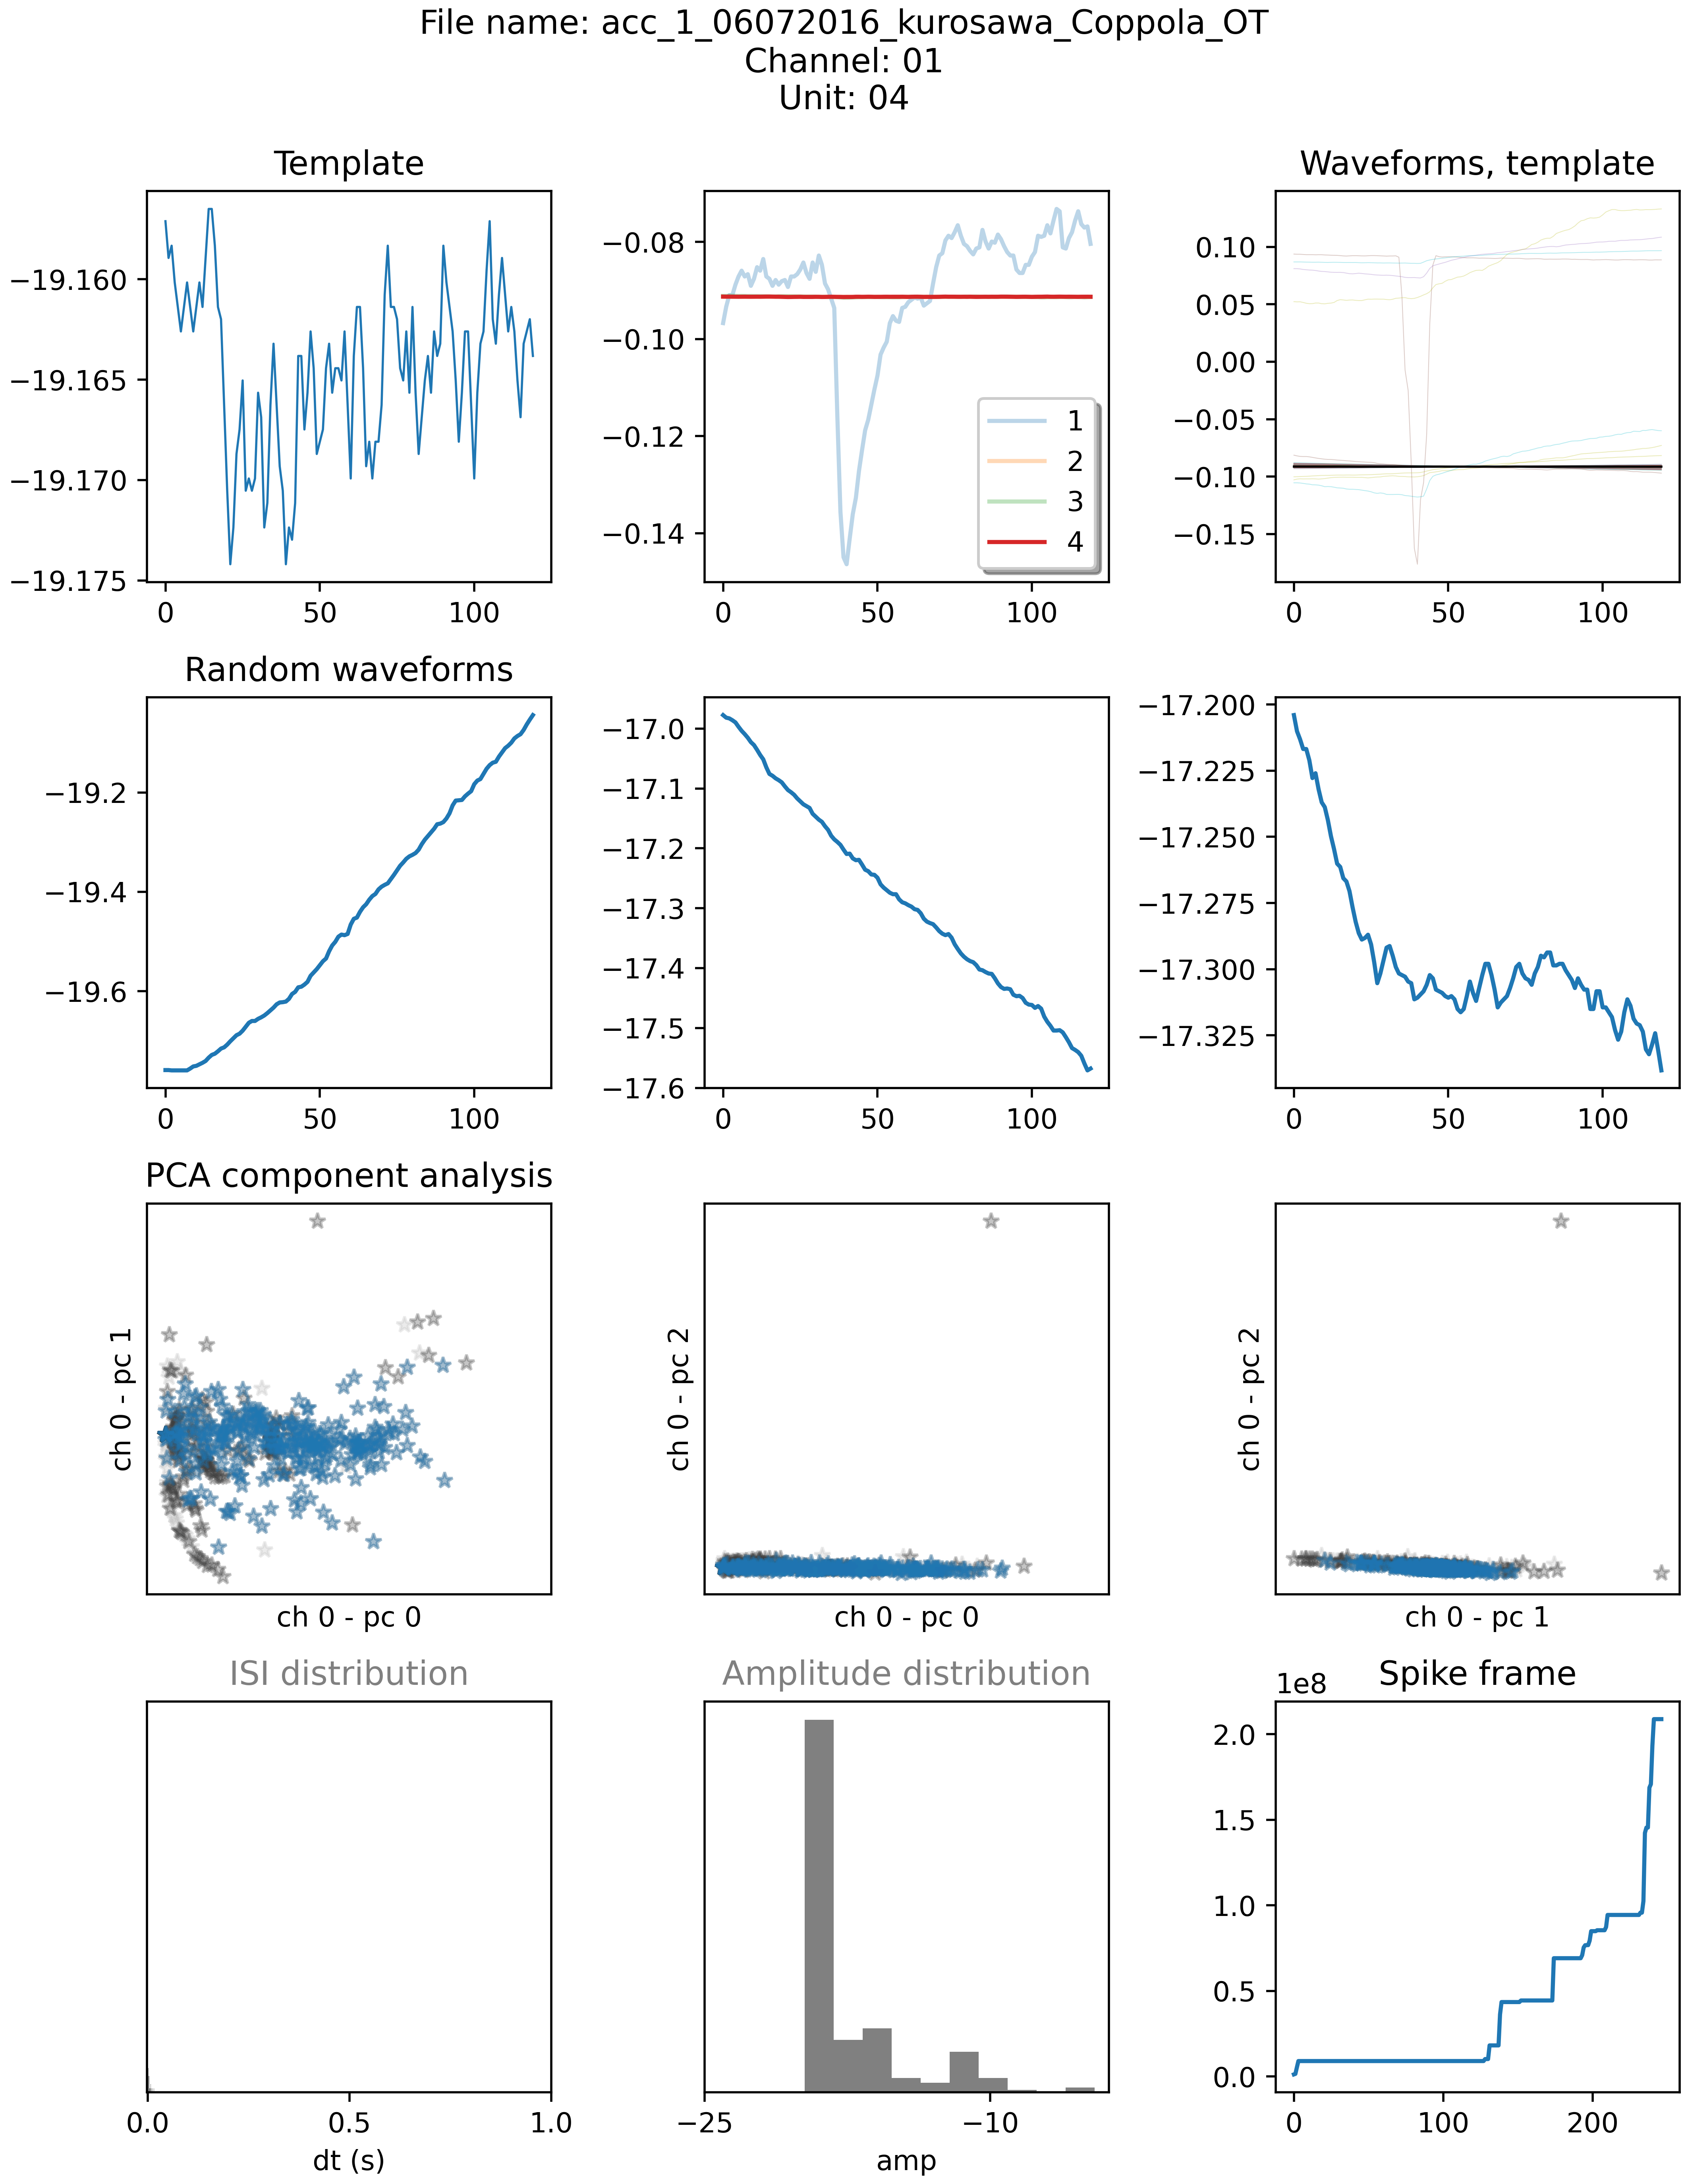 File name: acc_1_06072016_kurosawa_Coppola_OT
Channel: 01
Unit: 04
Template
−19.160
−19.165
−19.170
−19.175
0 50 100
−0.08
−0.10
−0.12
−0.14
1
2
3
4
0 50 100
Waveforms, template
0.10
0.05
0.00
−0.05
−0.10
−0.15
0 50 100
Random waveforms
−19.2
−19.4
−19.6
0 50 100
−17.0
−17.1
−17.2
−17.3
−17.4
−17.5
−17.6
0 50 100
−17.200
−17.225
−17.250
−17.275
−17.300
−17.325
0 50 100
PCA component analysis
ch 0 - pc 1
ch 0 - pc 0
ch 0 - pc 2
ch 0 - pc 0
ch 0 - pc 2
ch 0 - pc 1
ISI distribution
0.0 0.5 1.0
dt (s)
Amplitude distribution
−25 −10
amp
Spike frame
1e8
2.0
1.5
1.0
0.5
0.0
0 100 200